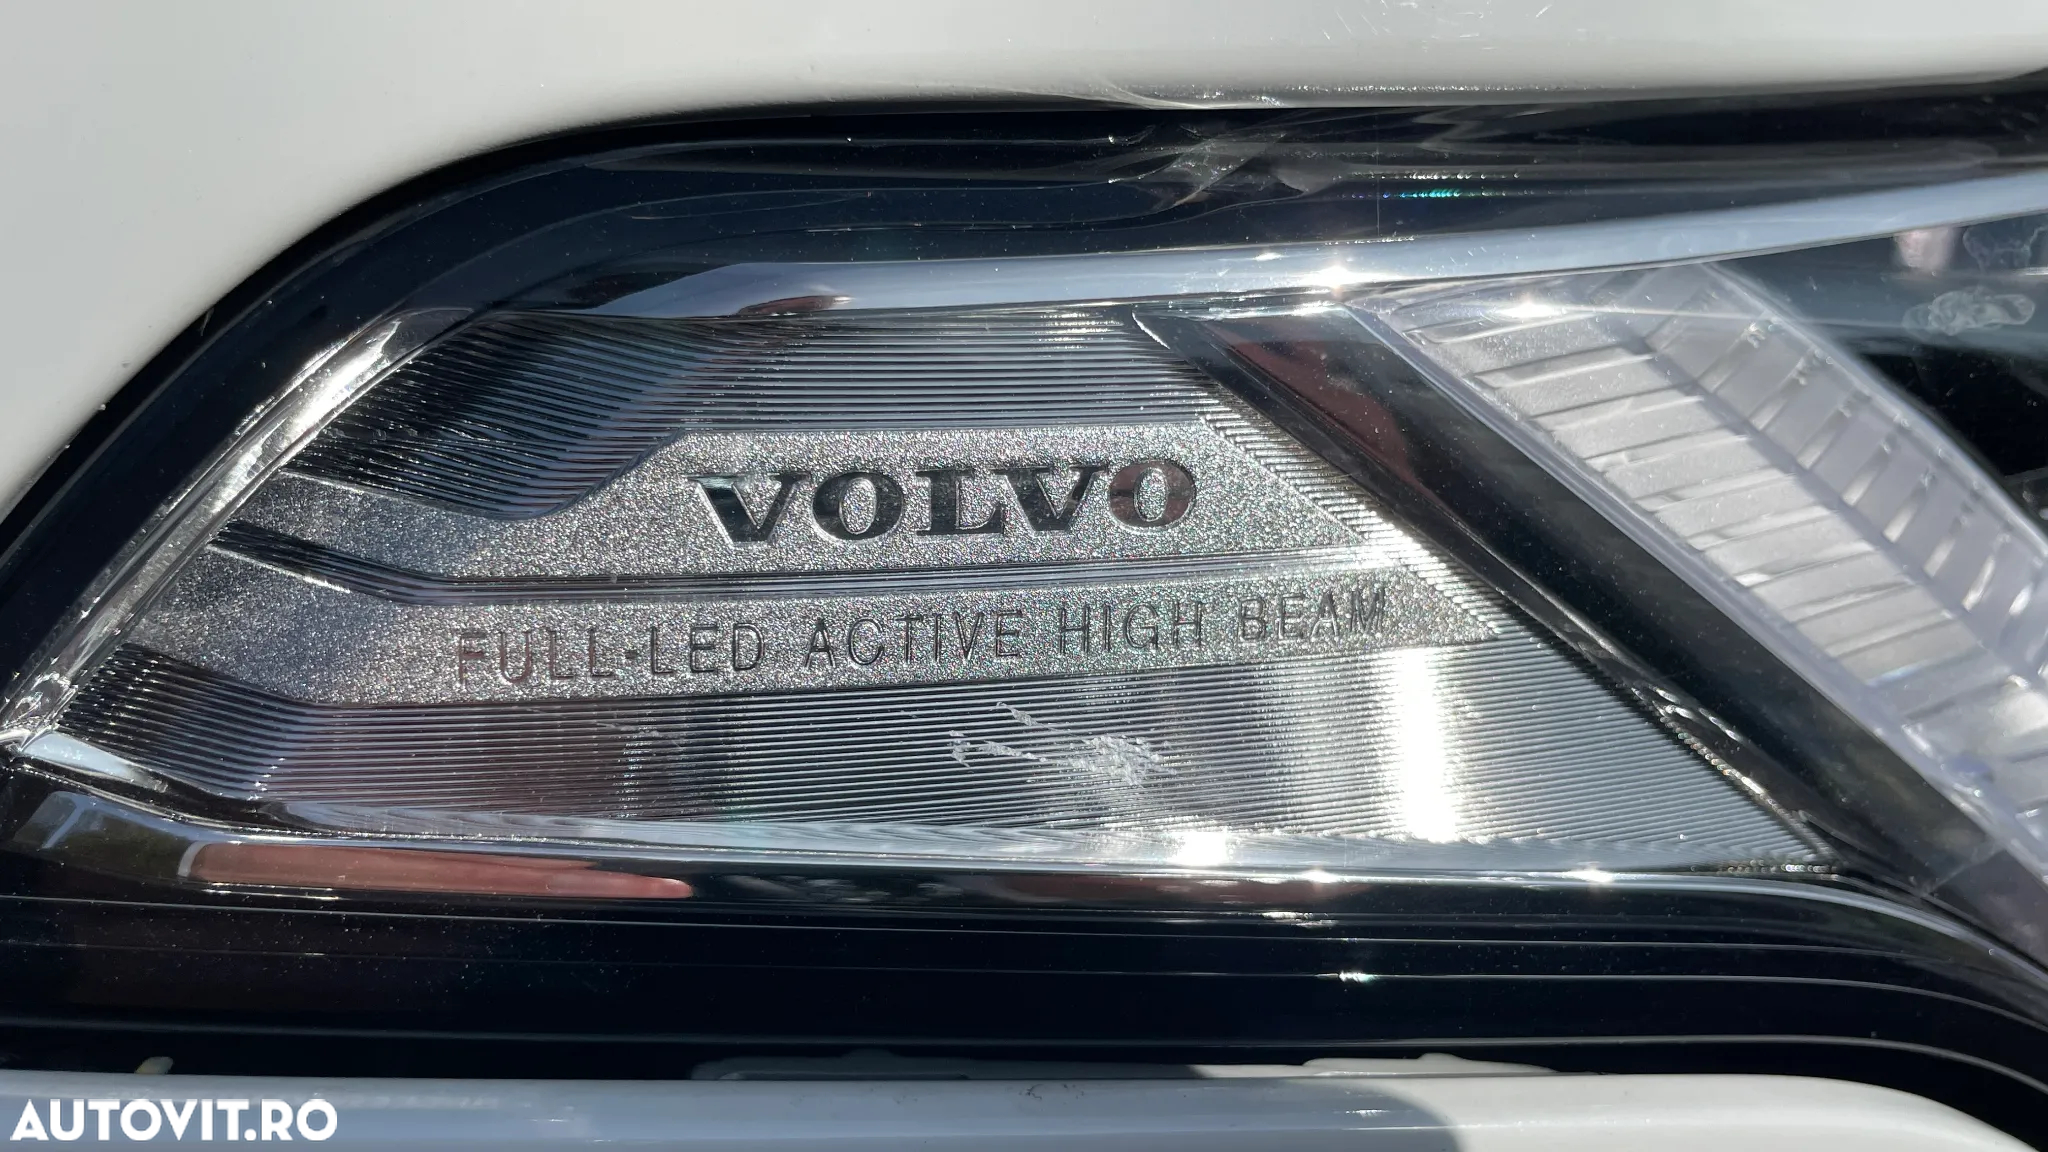 VOLVO
FULL-LED ACTIVE HIGH BEAM
AUTOVIT.RO